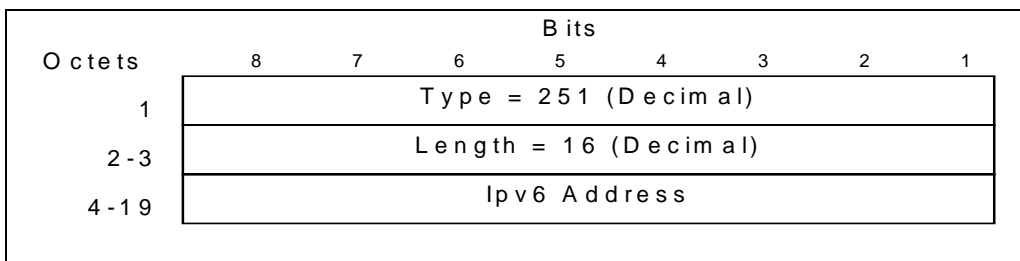 Bits
Octets 8 7 6 5 4 3 2 1
1 Type = 251 (Decimal)
2-3 Length = 16 (Decimal)
4-19 Ipv6 Address